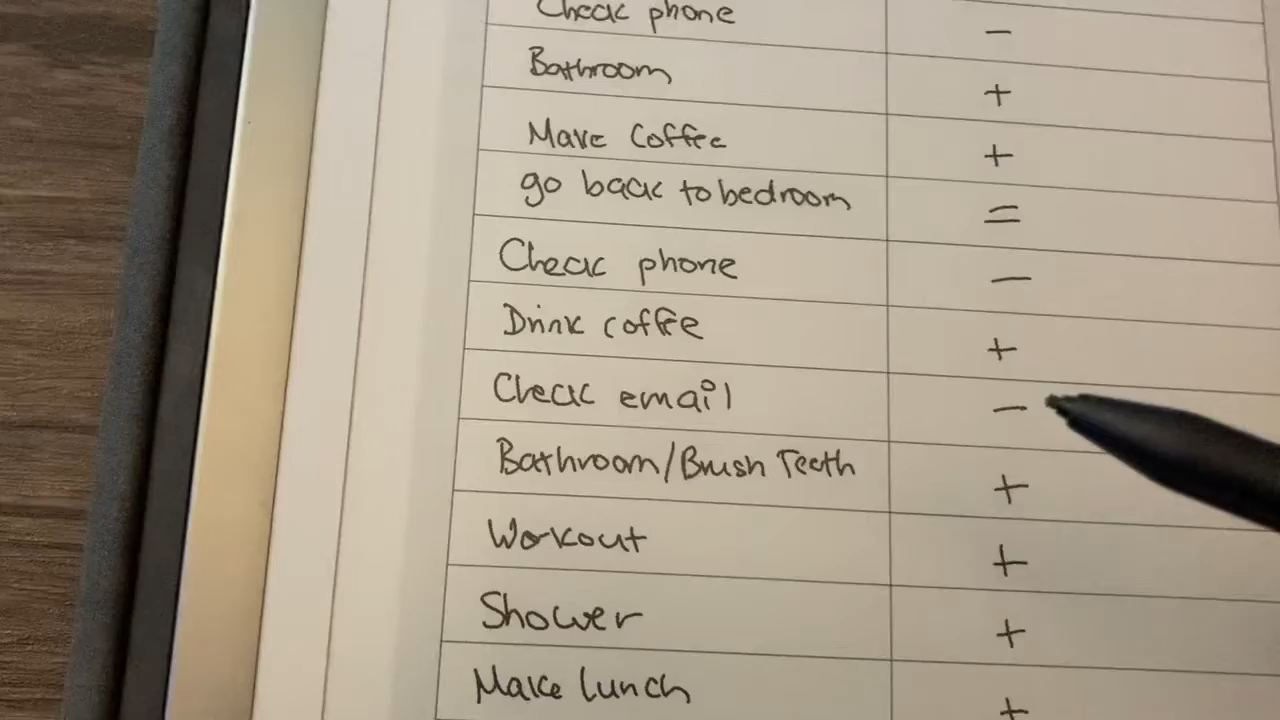 Check phone –
Bathroom +
Make Coffee +
go back to bedroom =
Check phone –
Drink coffee +
Check email –
Bathroom/Brush Teeth +
Workout +
Shower +
Make lunch +